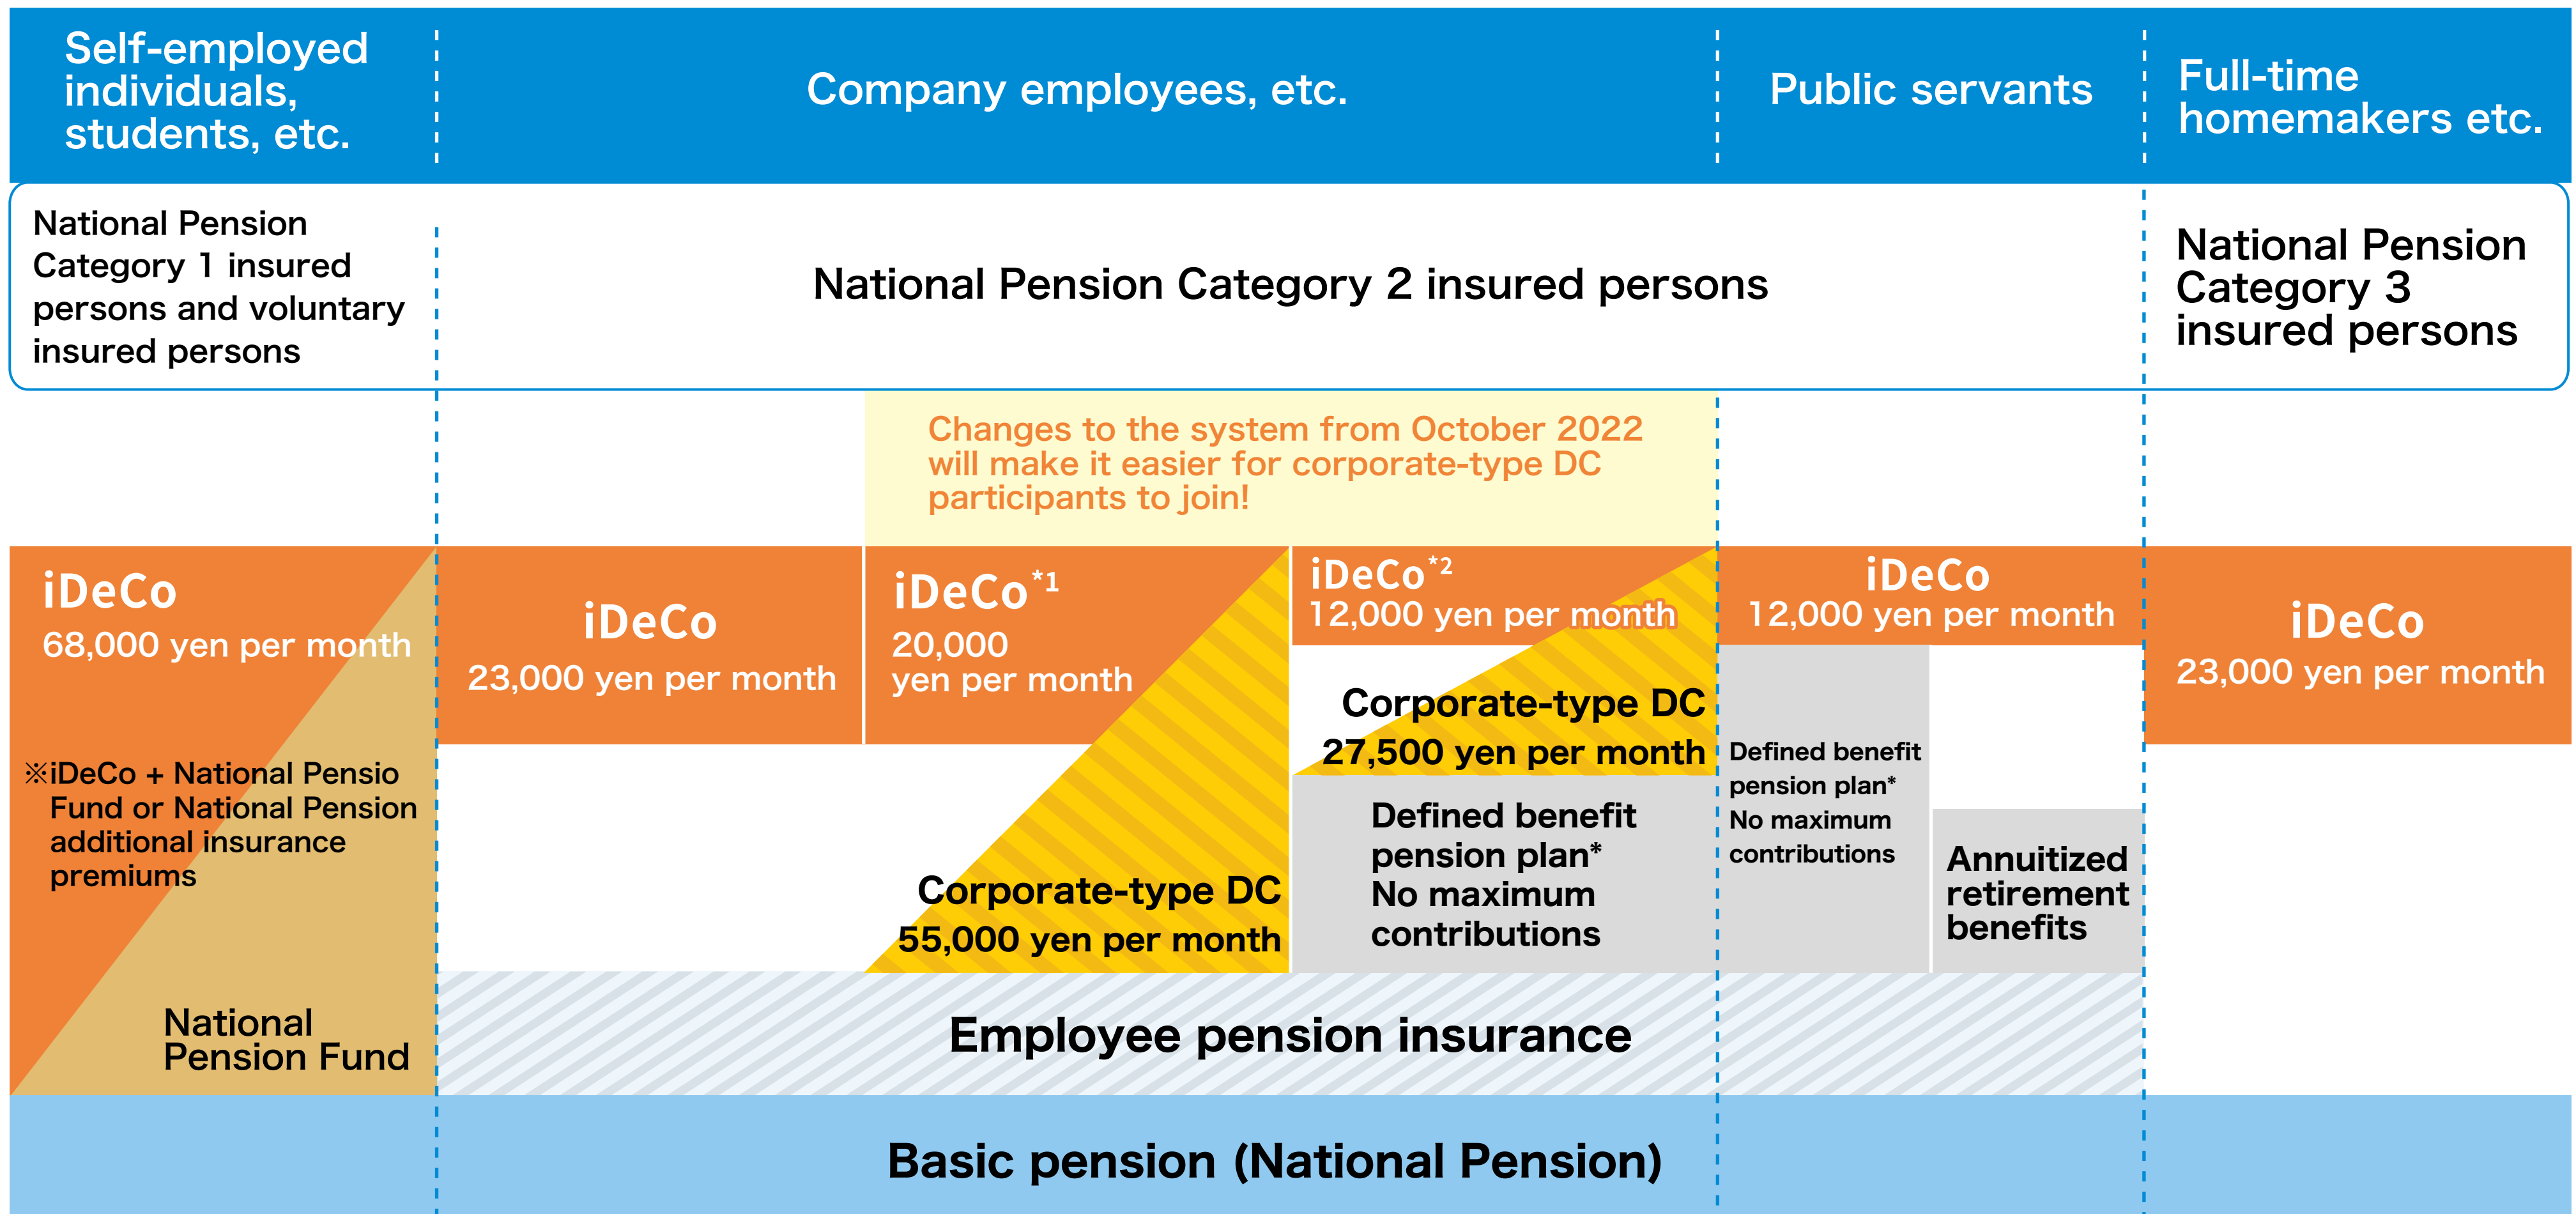 Self-employed
individuals,
students, etc.
Company employees, etc.
Public servants
Full-time
homemakers etc.
National Pension
Category 1 insured
persons and voluntary
insured persons
National Pension Category 2 insured persons
National Pension
Category 3
insured persons
Changes to the system from October 2022
will make it easier for corporate-type DC
participants to join!
iDeCo
68,000 yen per month
※iDeCo + National Pensio
Fund or National Pension
additional insurance
premiums
National
Pension Fund
iDeCo
23,000 yen per month
iDeCo*1
20,000
yen per month
Corporate-type DC
55,000 yen per month
iDeCo*2
12,000 yen per month
Corporate-type DC
27,500 yen per month
Defined benefit
pension plan*
No maximum
contributions
iDeCo
12,000 yen per month
Defined benefit
pension plan*
No maximum
contributions
Annuitized
retirement
benefits
iDeCo
23,000 yen per month
Employee pension insurance
Basic pension (National Pension)